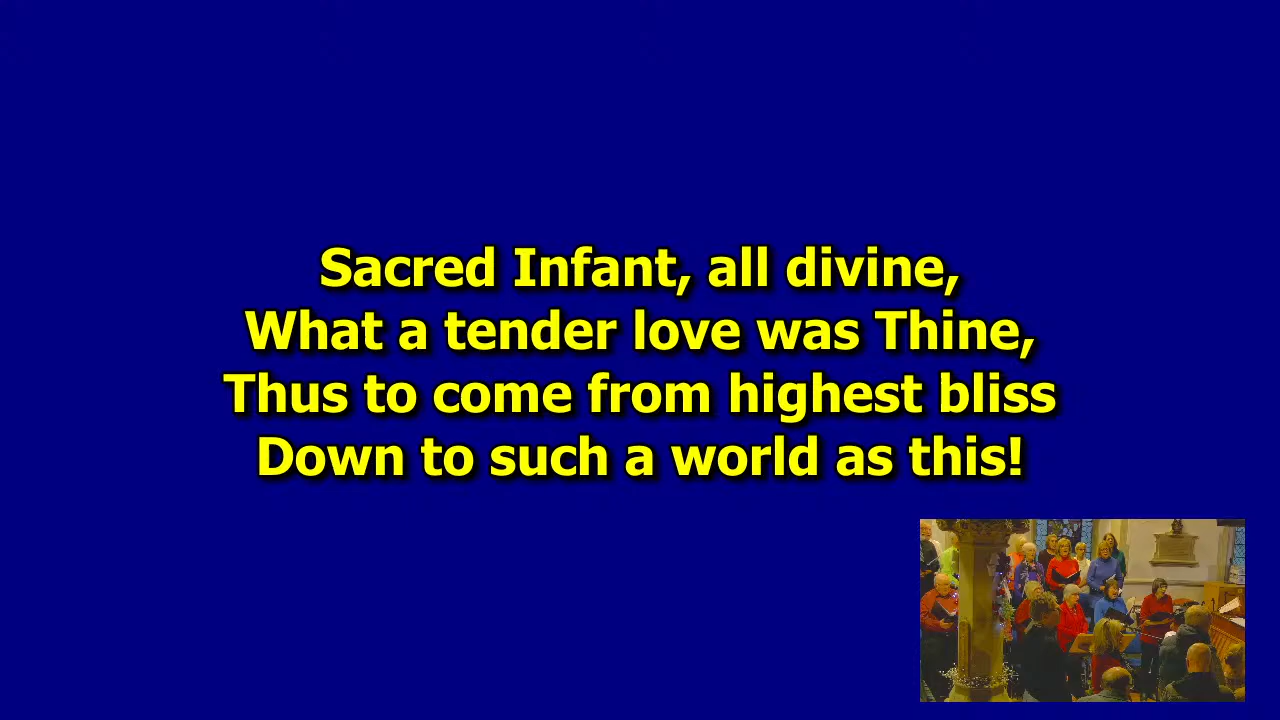 Sacred Infant, all divine,
What a tender love was Thine,
Thus to come from highest bliss
Down to such a world as this!